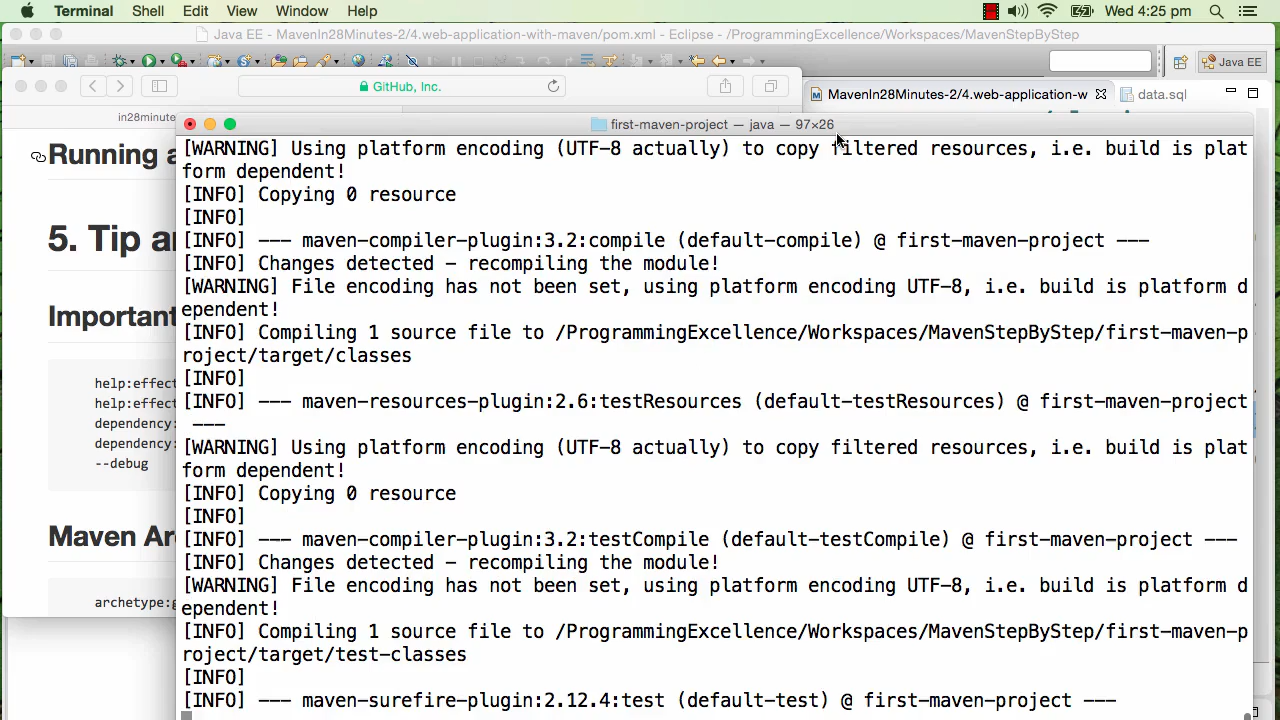 Terminal Shell Edit View Window Help Wed 4:25 pm
Java EE - MavenIn28Minutes-2/4.web-application-with-maven/pom.xml - Eclipse - /ProgrammingExcellence/Workspaces/MavenStepByStep
Java EE
GitHub, Inc.
MavenIn28Minutes-2/4.web-application-w data.sql
in28minute
first-maven-project — java — 97×26
Running a
5. Tip a
Important
help:effect
help:effect
dependency:
dependency:
--debug
Maven Ar
archetype:g
[WARNING] Using platform encoding (UTF-8 actually) to copy filtered resources, i.e. build is plat
form dependent!
[INFO] Copying 0 resource
[INFO]
[INFO] --- maven-compiler-plugin:3.2:compile (default-compile) @ first-maven-project ---
[INFO] Changes detected - recompiling the module!
[WARNING] File encoding has not been set, using platform encoding UTF-8, i.e. build is platform d
ependent!
[INFO] Compiling 1 source file to /ProgrammingExcellence/Workspaces/MavenStepByStep/first-maven-p
roject/target/classes
[INFO]
[INFO] --- maven-resources-plugin:2.6:testResources (default-testResources) @ first-maven-project
---
[WARNING] Using platform encoding (UTF-8 actually) to copy filtered resources, i.e. build is plat
form dependent!
[INFO] Copying 0 resource
[INFO]
[INFO] --- maven-compiler-plugin:3.2:testCompile (default-testCompile) @ first-maven-project ---
[INFO] Changes detected - recompiling the module!
[WARNING] File encoding has not been set, using platform encoding UTF-8, i.e. build is platform d
ependent!
[INFO] Compiling 1 source file to /ProgrammingExcellence/Workspaces/MavenStepByStep/first-maven-p
roject/target/test-classes
[INFO]
[INFO] --- maven-surefire-plugin:2.12.4:test (default-test) @ first-maven-project ---